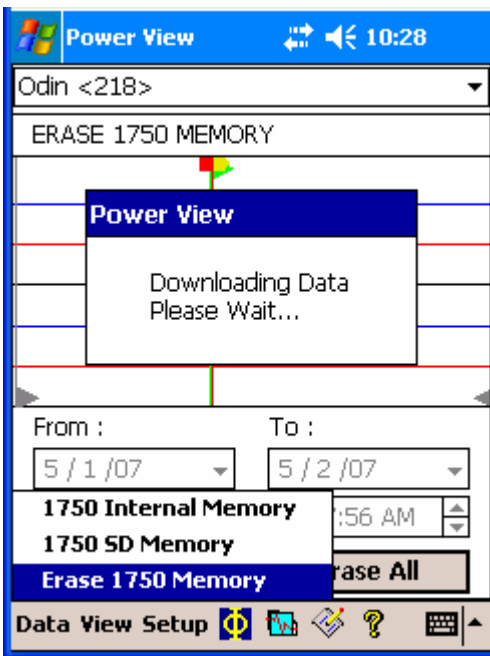 Power View 10:28
Odin <218>
ERASE 1750 MEMORY
Power View
Downloading Data
Please Wait...
From : To :
5 / 1 /07 5 / 2 /07
:56 AM
1750 Internal Memory
1750 SD Memory
Erase 1750 Memory
rase All
Data View Setup Φ ?